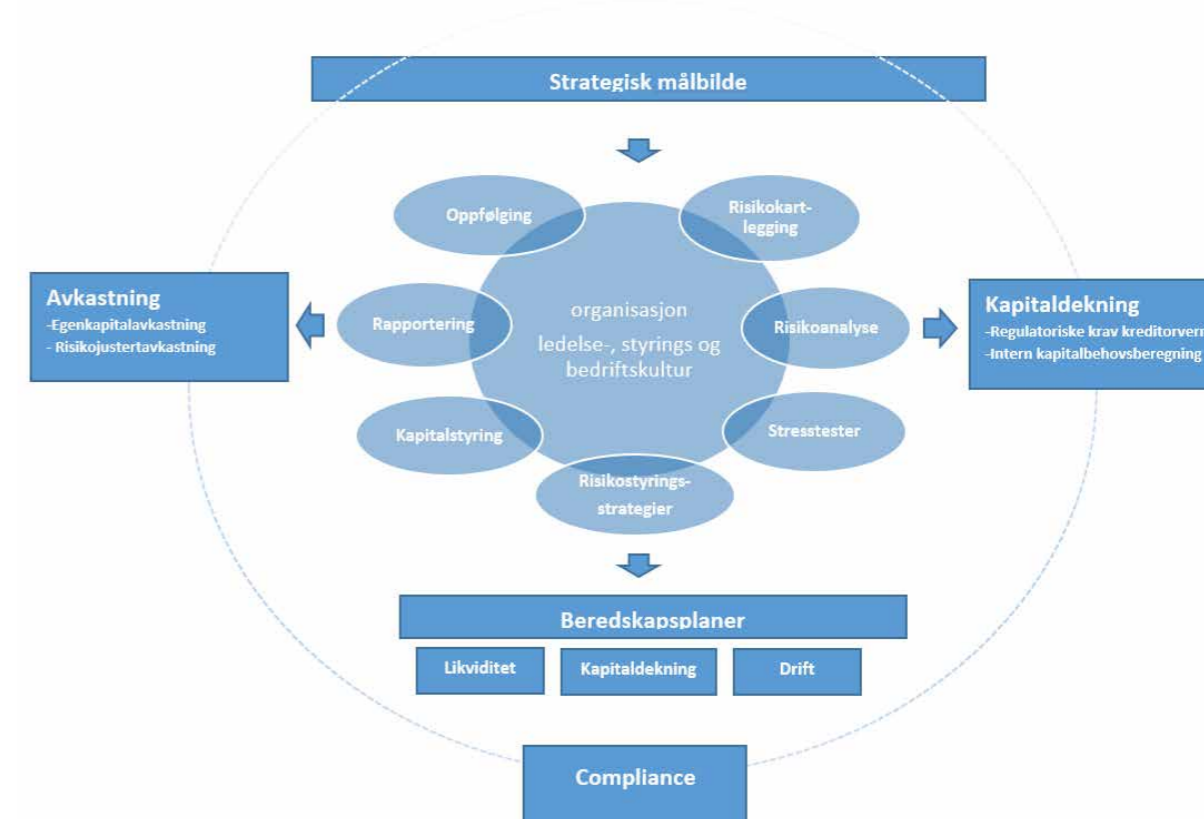 Strategisk målbilde
Oppfølging
Risikokart-
legging
Avkastning
-Egenkapitalavkastning
- Risikojustertavkastning
Rapportering
organisasjon
ledelse-, styrings og
bedriftskultur
Risikoanalyse
Kapitaldekning
-Regulatoriske krav kreditorvern
-Intern kapitalbehovsberegning
Kapitalstyring
Stresstester
Risikostyrings-
strategier
Beredskapsplaner
Likviditet
Kapitaldekning
Drift
Compliance